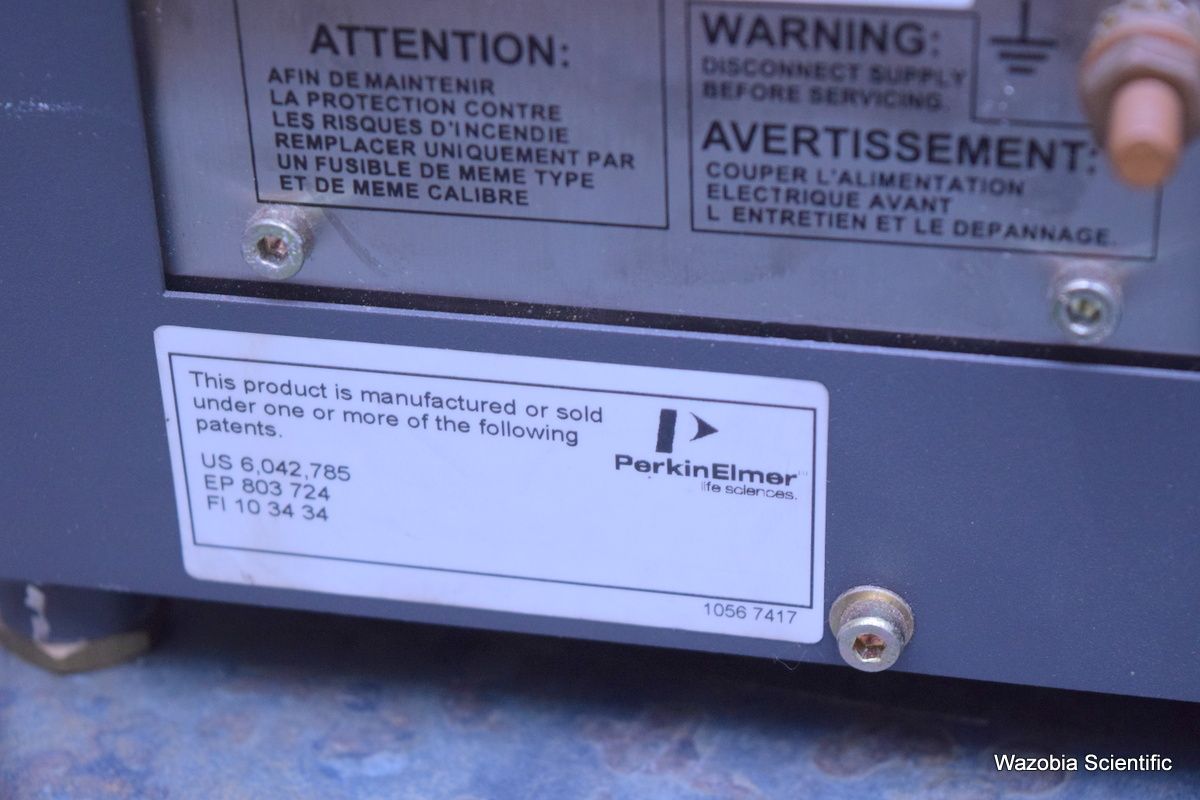 ATTENTION:
AFIN DE MAINTENIR
LA PROTECTION CONTRE
LES RISQUES D'INCENDIE
REMPLACER UNIQUEMENT PAR
UN FUSIBLE DE MEME TYPE
ET DE MEME CALIBRE
WARNING:
DISCONNECT SUPPLY
BEFORE SERVICING.
AVERTISSEMENT:
COUPER L'ALIMENTATION
ELECTRIQUE AVANT
L ENTRETIEN ET LE DEPANNAGE.
This product is manufactured or sold
under one or more of the following
patents.
US 6,042,785
EP 803 724
FI 10 34 34
PerkinElmer™
life sciences.
1056 7417
Wazobia Scientific